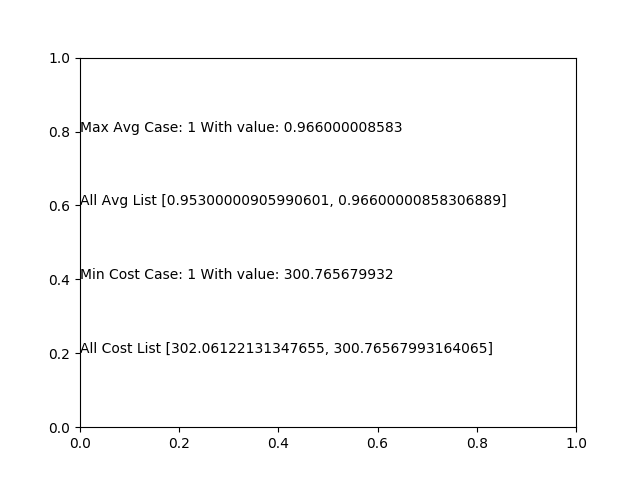 1.0
Max Avg Case: 1 With value: 0.966000008583
0.8
All Avg List [0.95300000905990601, 0.96600000858306889]
0.6
Min Cost Case: 1 With value: 300.765679932
0.4
All Cost List [302.06122131347655, 300.76567993164065]
0.2
0.0
0.0 0.2 0.4 0.6 0.8 1.0